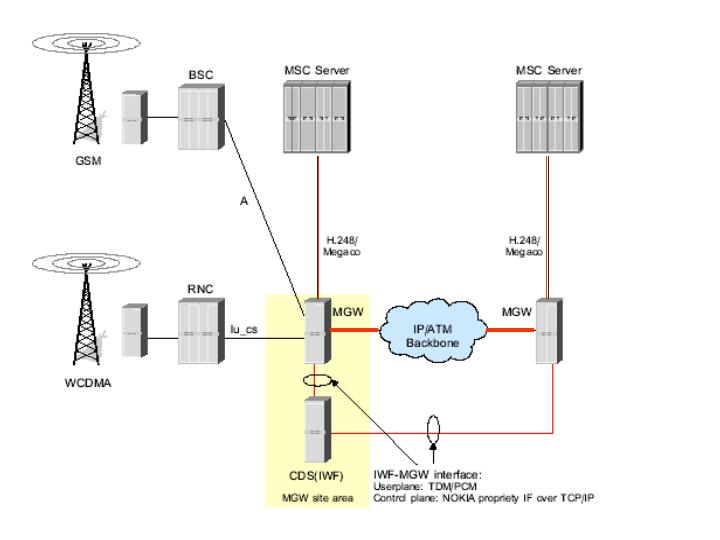 BSC
MSC Server
MSC Server
GSM
A
H.248/
Megaco
H.248/
Megaco
RNC
MGW
MGW
Iu_cs
IP/ATM
Backbone
WCDMA
CDS(IWF)
MGW site area
IWF-MGW interface:
Userplane: TDM/PCM
Control plane: NOKIA propriety IF over TCP/IP